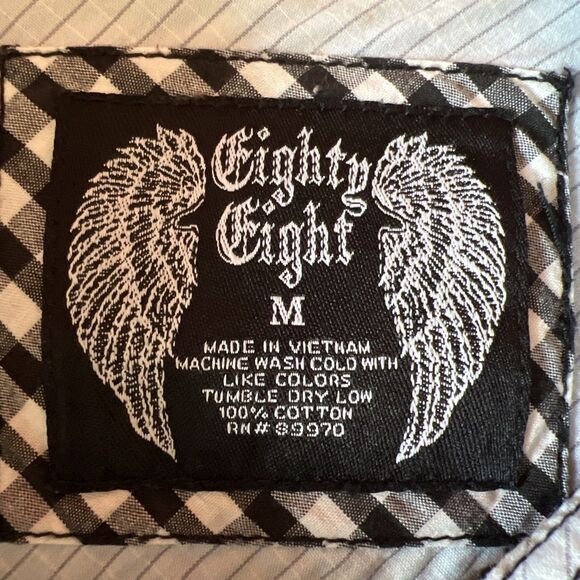 Eighty
Eight
M
MADE IN VIETNAM
MACHINE WASH COLD WITH
LIKE COLORS
TUMBLE DRY LOW
100% COTTON
RN# 89970